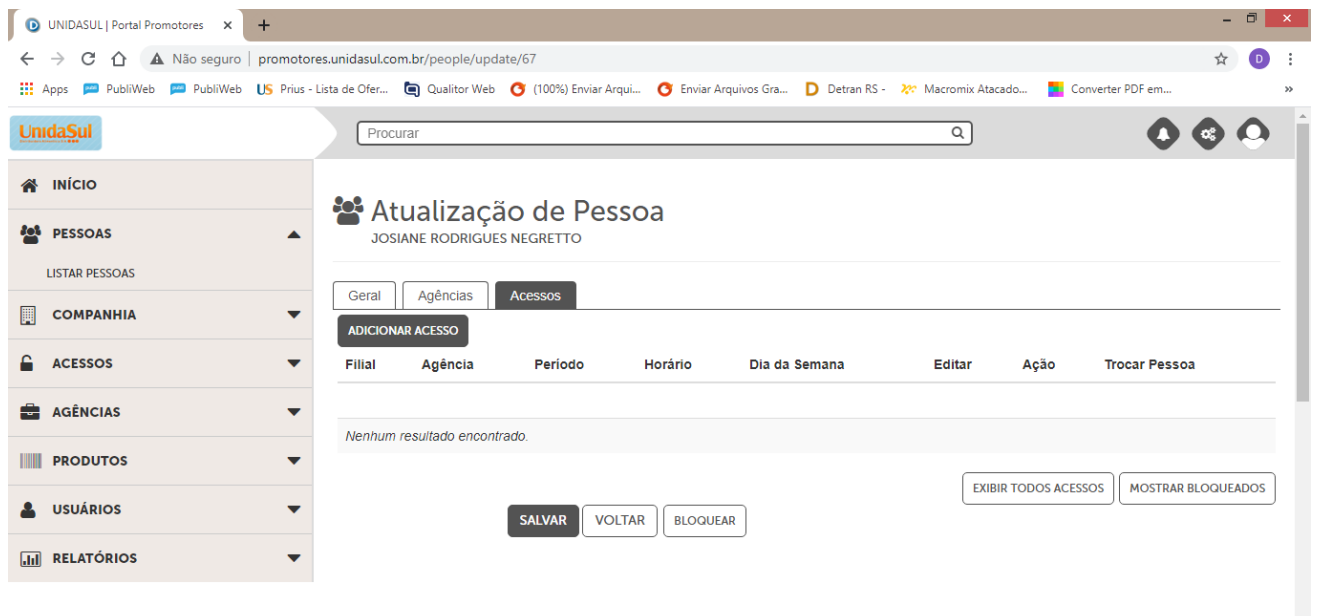 UNIDASUL | Portal Promotores
Não seguro | promotores.unidasul.com.br/people/update/67
D
Apps PubliWeb PubliWeb US Prius - Lista de Ofer... Qualitor Web (100%) Enviar Arqui... Enviar Arquivos Gra... D Detran RS - Macromix Atacado... Converter PDF em... »
UnidaSul
Procurar
INÍCIO
PESSOAS
LISTAR PESSOAS
COMPANHIA
ACESSOS
AGÊNCIAS
PRODUTOS
USUÁRIOS
RELATÓRIOS
Atualização de Pessoa
JOSIANE RODRIGUES NEGRETTO
Geral Agências Acessos
ADICIONAR ACESSO
Filial Agência Período Horário Dia da Semana Editar Ação Trocar Pessoa
Nenhum resultado encontrado.
EXIBIR TODOS ACESSOS MOSTRAR BLOQUEADOS
SALVAR VOLTAR BLOQUEAR